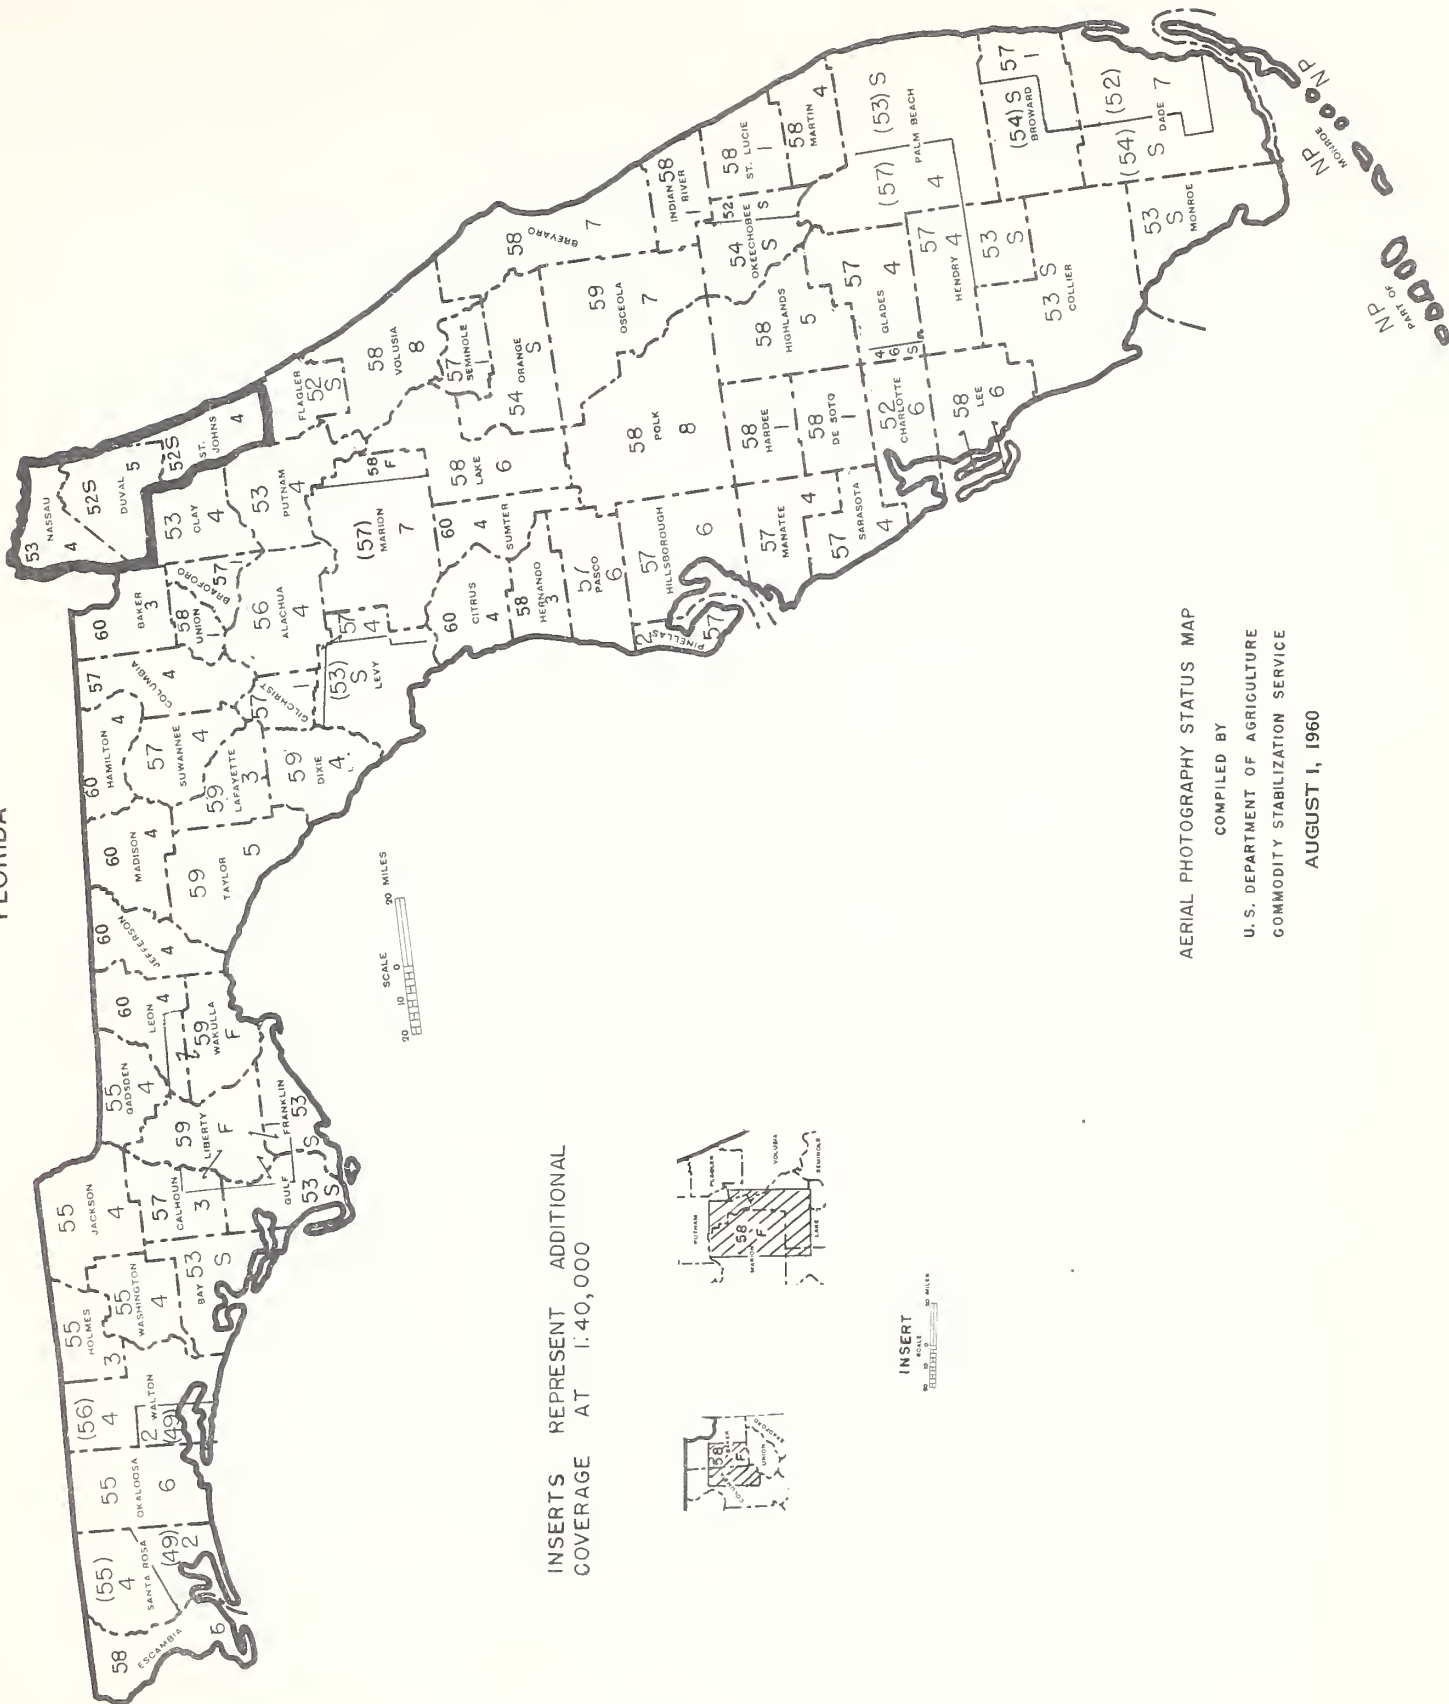 FLORIDA
58
ESCAMBIA
(55)
4
SANTA ROSA
(49)
2
55
OKALOOSA
6
(56)
4
2 WALTON
(49)
55
HOLMES
3
55
WASHINGTON
4
55
JACKSON
4
BAY 53
S
57
CALHOUN
3
GULF
53
S
59
LIBERTY
F
FRANKLIN
53
S
55
GADSDEN
4
60
LEON
4
59
WAKULLA
F
60
JEFFERSON
4
60
MADISON
4
59
TAYLOR
5
60
HAMILTON
4
57
SUWANNEE
4
59
LAFAYETTE
3
59
DIXIE
4
57
COLUMBIA
4
57
GILCHRIST
1
(53)
S
LEVY
57
4
60
BAKER
3
58
UNION
1
BRADFORD
57
1
56
ALACHUA
4
53
NASSAU
4
52S
DUVAL
5
53
CLAY
4
52S
ST. JOHNS
4
53
PUTNAM
4
(57)
MARION
7
58
F
FLAGLER
52
S
58
VOLUSIA
8
60
CITRUS
4
60
4
SUMTER
58
LAKE
6
58
HERNANDO
3
57
SEMINOLE
1
54 ORANGE
S
57
PASCO
6
58
BREVARD
7
59
OSCEOLA
7
2
PINELLAS
57
57
HILLSBOROUGH
6
58
POLK
8
INDIAN
RIVER
58
1
57
MANATEE
4
58
HARDEE
1
58
HIGHLANDS
5
54
OKEECHOBEE
S
52
S
58
ST. LUCIE
1
57
SARASOTA
4
58
DE SOTO
1
58
MARTIN
4
52
CHARLOTTE
6
4
6
S
57
GLADES
4
(57)
4
(53) S
PALM BEACH
58
LEE
6
57
HENDRY
4
53
S
53 S
COLLIER
(54) S
BROWARD
57
1
53
S
MONROE
(54)
S
(52)
DADE 7
NP
PART OF
NP
MONROE
NP
SCALE
20 10 0 20 MILES
INSERTS REPRESENT ADDITIONAL
COVERAGE AT 1:40,000
58
BAKER
F
COLUMBIA
UNION
BRADFORD
PUTNAM
FLAGLER
58
F
MARION
VOLUSIA
LAKE
SEMINOLE
INSERT
SCALE
AERIAL PHOTOGRAPHY STATUS MAP
COMPILED BY
U.S. DEPARTMENT OF AGRICULTURE
COMMODITY STABILIZATION SERVICE
AUGUST 1, 1960